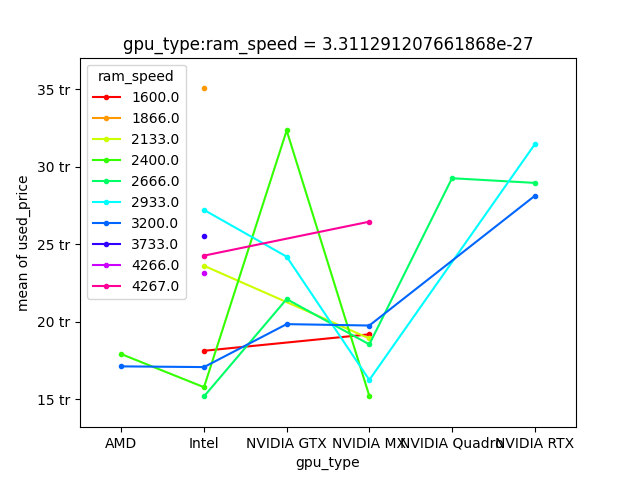 gpu_type:ram_speed = 3.311291207661868e-27
ram_speed
1600.0
1866.0
2133.0
2400.0
2666.0
2933.0
3200.0
3733.0
4266.0
4267.0
35 tr
30 tr
25 tr
20 tr
15 tr
mean of used_price
AMD
Intel
NVIDIA GTX
NVIDIA MX
NVIDIA Quadro
NVIDIA RTX
gpu_type